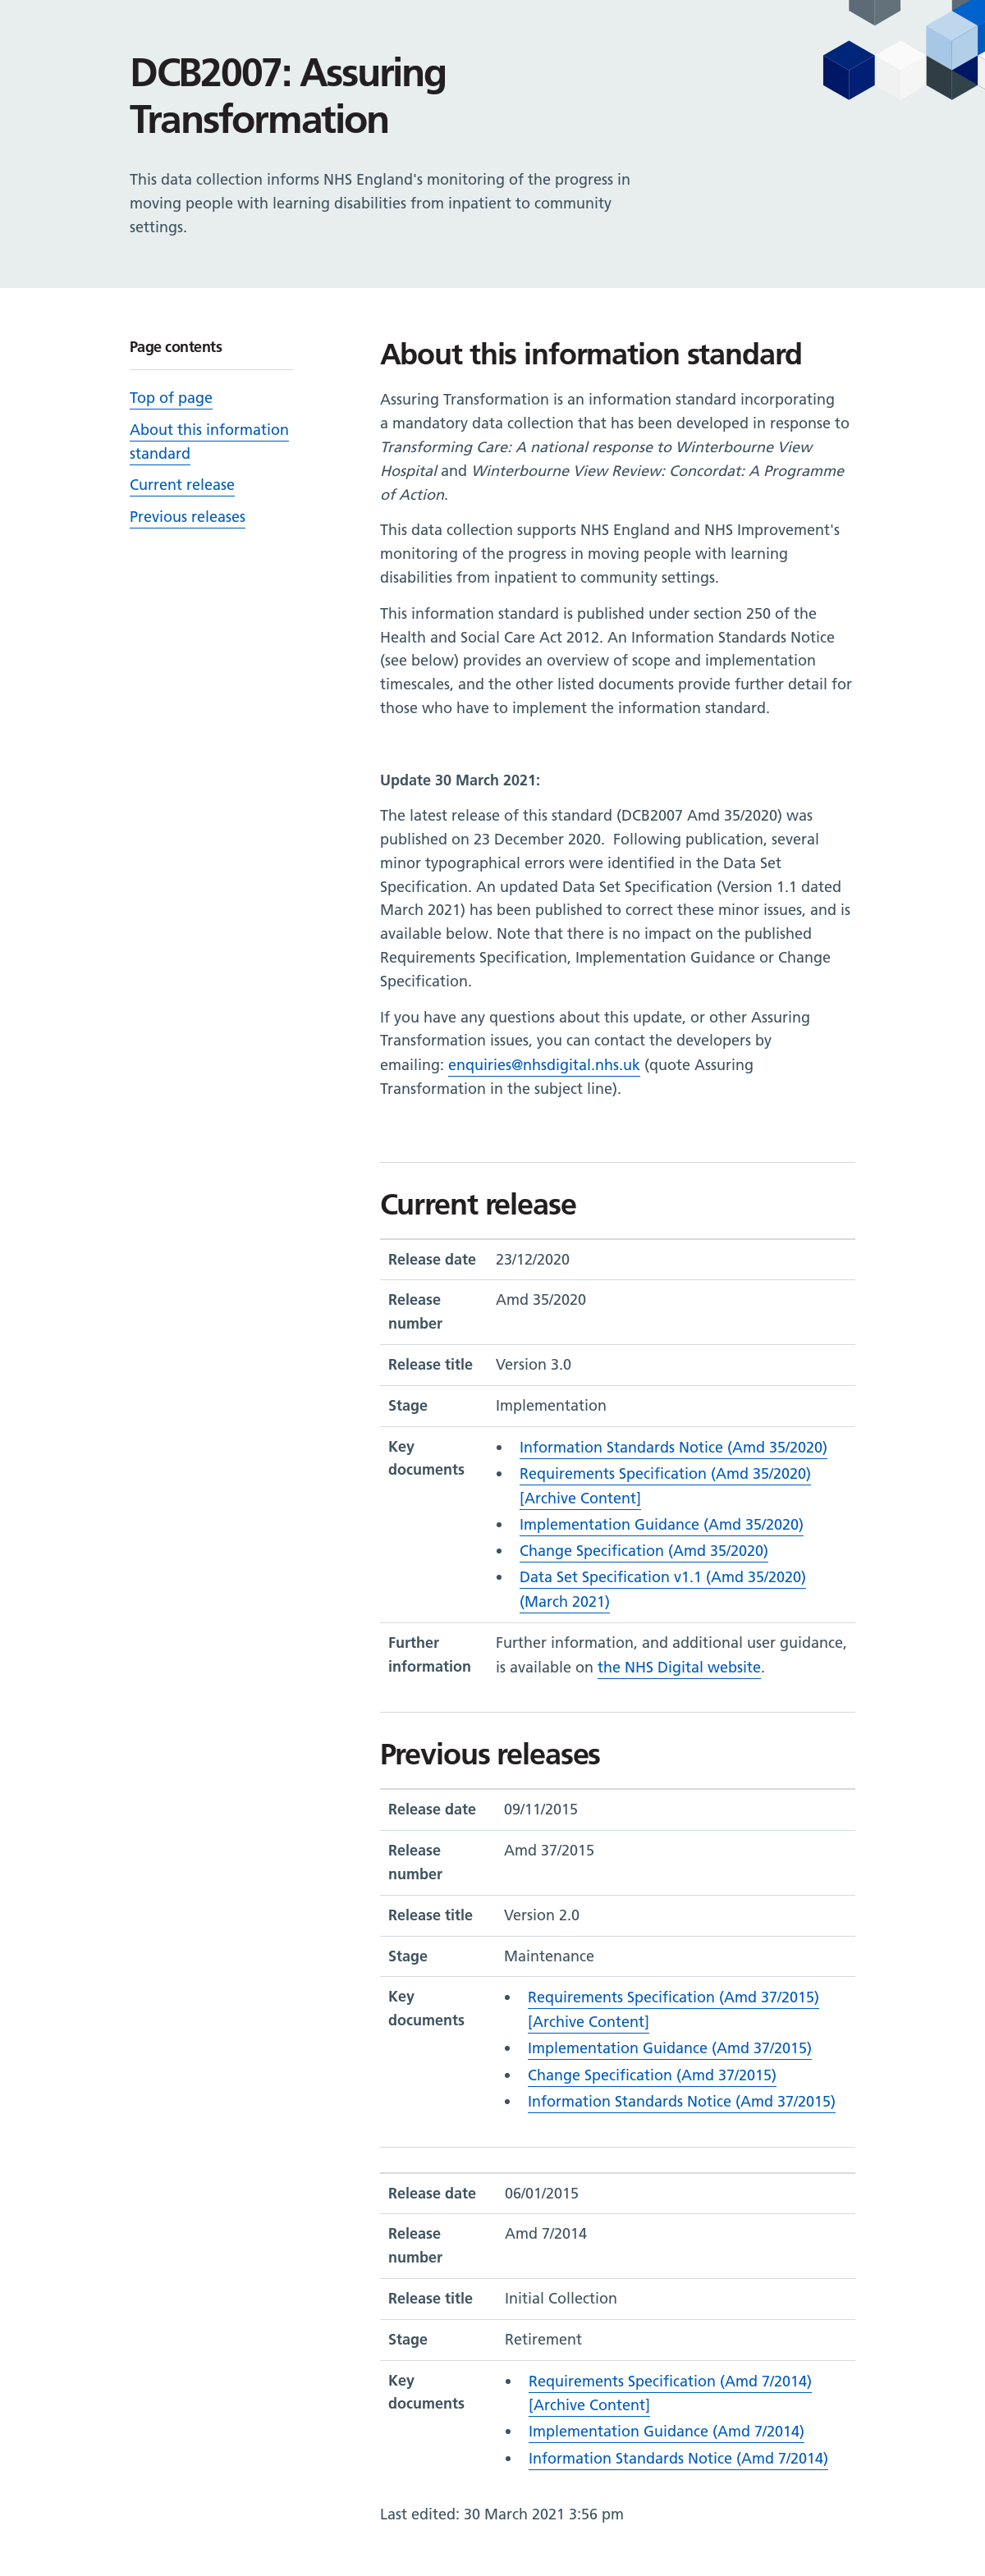 DCB2007: Assuring
Transformation
This data collection informs NHS England's monitoring of the progress in
moving people with learning disabilities from inpatient to community
settings.
Page contents
Top of page
About this information
standard
Current release
Previous releases
About this information standard
Assuring Transformation is an information standard incorporating
a mandatory data collection that has been developed in response to
Transforming Care: A national response to Winterbourne View
Hospital and Winterbourne View Review: Concordat: A Programme
of Action.
This data collection supports NHS England and NHS Improvement's
monitoring of the progress in moving people with learning
disabilities from inpatient to community settings.
This information standard is published under section 250 of the
Health and Social Care Act 2012. An Information Standards Notice
(see below) provides an overview of scope and implementation
timescales, and the other listed documents provide further detail for
those who have to implement the information standard.
Update 30 March 2021:
The latest release of this standard (DCB2007 Amd 35/2020) was
published on 23 December 2020.  Following publication, several
minor typographical errors were identified in the Data Set
Specification. An updated Data Set Specification (Version 1.1 dated
March 2021) has been published to correct these minor issues, and is
available below. Note that there is no impact on the published
Requirements Specification, Implementation Guidance or Change
Specification.
If you have any questions about this update, or other Assuring
Transformation issues, you can contact the developers by
emailing: enquiries@nhsdigital.nhs.uk (quote Assuring
Transformation in the subject line).
Current release
Release date 23/12/2020
Release
number Amd 35/2020
Release title Version 3.0
Stage Implementation
Key
documents
• Information Standards Notice (Amd 35/2020)
• Requirements Specification (Amd 35/2020)
[Archive Content]
• Implementation Guidance (Amd 35/2020)
• Change Specification (Amd 35/2020)
• Data Set Specification v1.1 (Amd 35/2020)
(March 2021)
Further
information
Further information, and additional user guidance,
is available on the NHS Digital website.
Previous releases
Release date 09/11/2015
Release
number Amd 37/2015
Release title Version 2.0
Stage Maintenance
Key
documents
• Requirements Specification (Amd 37/2015)
[Archive Content]
• Implementation Guidance (Amd 37/2015)
• Change Specification (Amd 37/2015)
• Information Standards Notice (Amd 37/2015)
Release date 06/01/2015
Release
number Amd 7/2014
Release title Initial Collection
Stage Retirement
Key
documents
• Requirements Specification (Amd 7/2014)
[Archive Content]
• Implementation Guidance (Amd 7/2014)
• Information Standards Notice (Amd 7/2014)
Last edited: 30 March 2021 3:56 pm